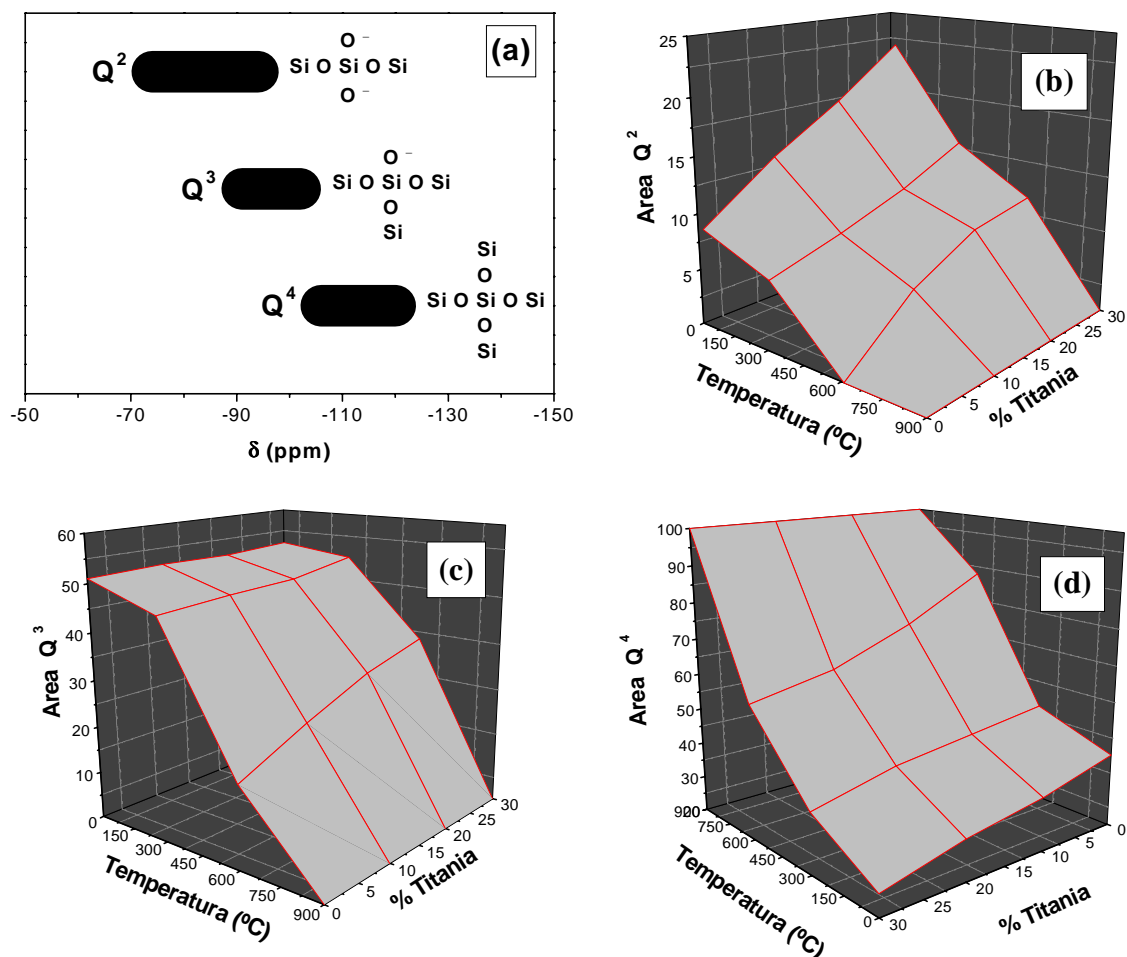 (a)
O⁻
Q² Si O Si O Si
O⁻
O⁻
Q³ Si O Si O Si
O
Si
Si
O
Q⁴ Si O Si O Si
O
Si
-50 -70 -90 -110 -130 -150
δ (ppm)
(b)
25
20
15
10
5
Area Q²
0 150 300 450 600 750 900
Temperatura (ºC)
0 5 10 15 20 25 30
% Titania
(c)
60
50
40
30
20
10
Area Q³
0 150 300 450 600 750 900
Temperatura (ºC)
0 5 10 15 20 25 30
% Titania
(d)
100
90
80
70
60
50
40
30
20
Area Q⁴
900 750 600 450 300 150 0
Temperatura (ºC)
30 25 20 15 10 5 0
% Titania